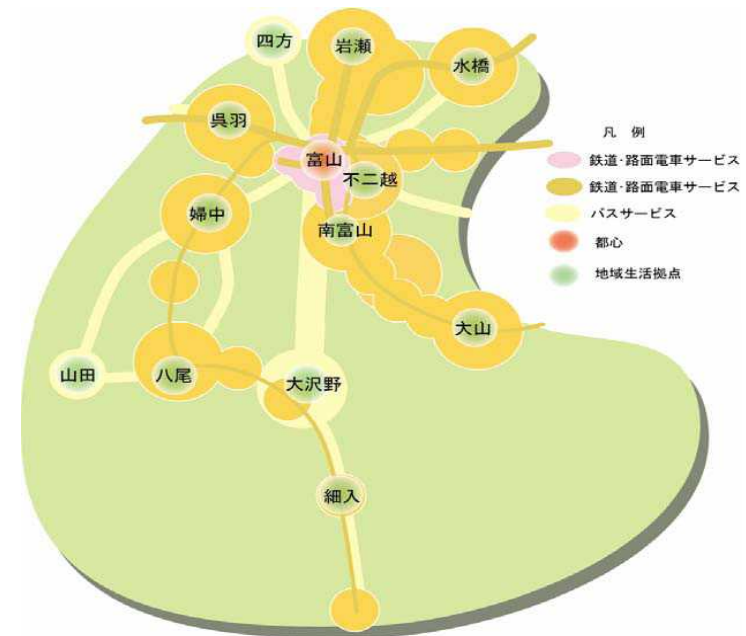 四方
岩瀬
水橋
呉羽
富山
不二越
婦中
南富山
大山
山田
八尾
大沢野
細入
凡 例
鉄道・路面電車サービス
鉄道・路面電車サービス
バスサービス
都心
地域生活拠点